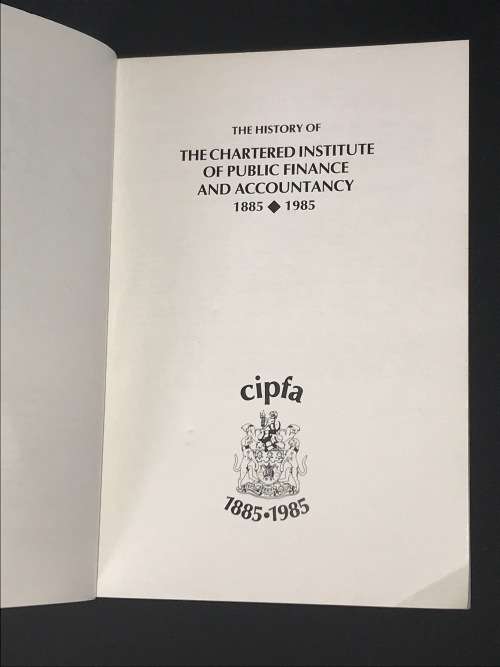 THE HISTORY OF
THE CHARTERED INSTITUTE
OF PUBLIC FINANCE
AND ACCOUNTANCY
1885 ◆ 1985
cipfa
1885•1985